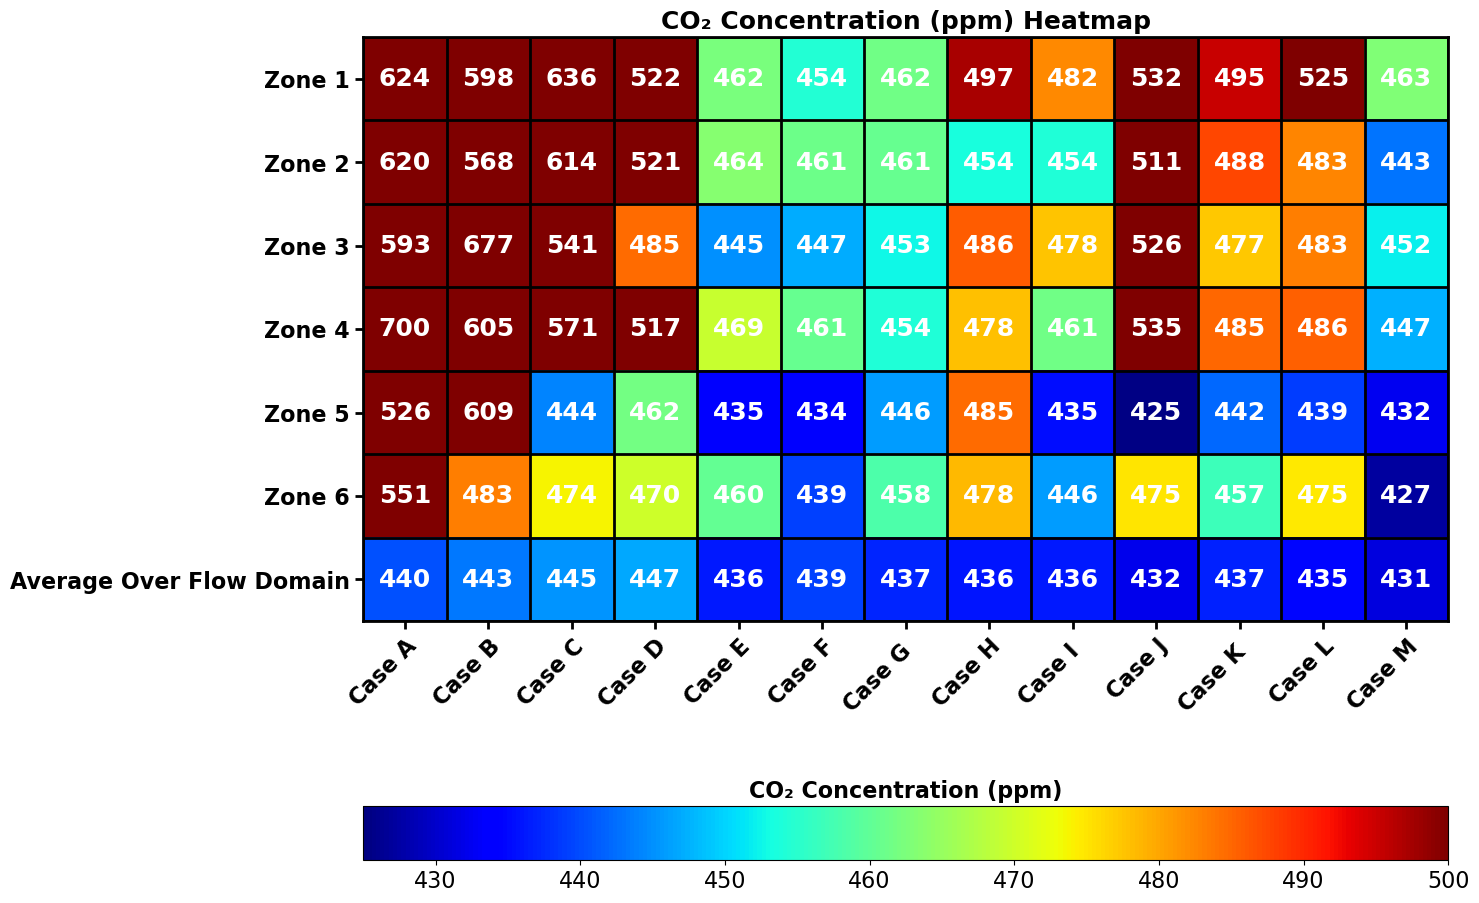 CO₂ Concentration (ppm) Heatmap
Zone 1 624 598 636 522 462 454 462 497 482 532 495 525 463
Zone 2 620 568 614 521 464 461 461 454 454 511 488 483 443
Zone 3 593 677 541 485 445 447 453 486 478 526 477 483 452
Zone 4 700 605 571 517 469 461 454 478 461 535 485 486 447
Zone 5 526 609 444 462 435 434 446 485 435 425 442 439 432
Zone 6 551 483 474 470 460 439 458 478 446 475 457 475 427
Average Over Flow Domain 440 443 445 447 436 439 437 436 436 432 437 435 431
Case A Case B Case C Case D Case E Case F Case G Case H Case I Case J Case K Case L Case M
CO₂ Concentration (ppm)
430 440 450 460 470 480 490 500